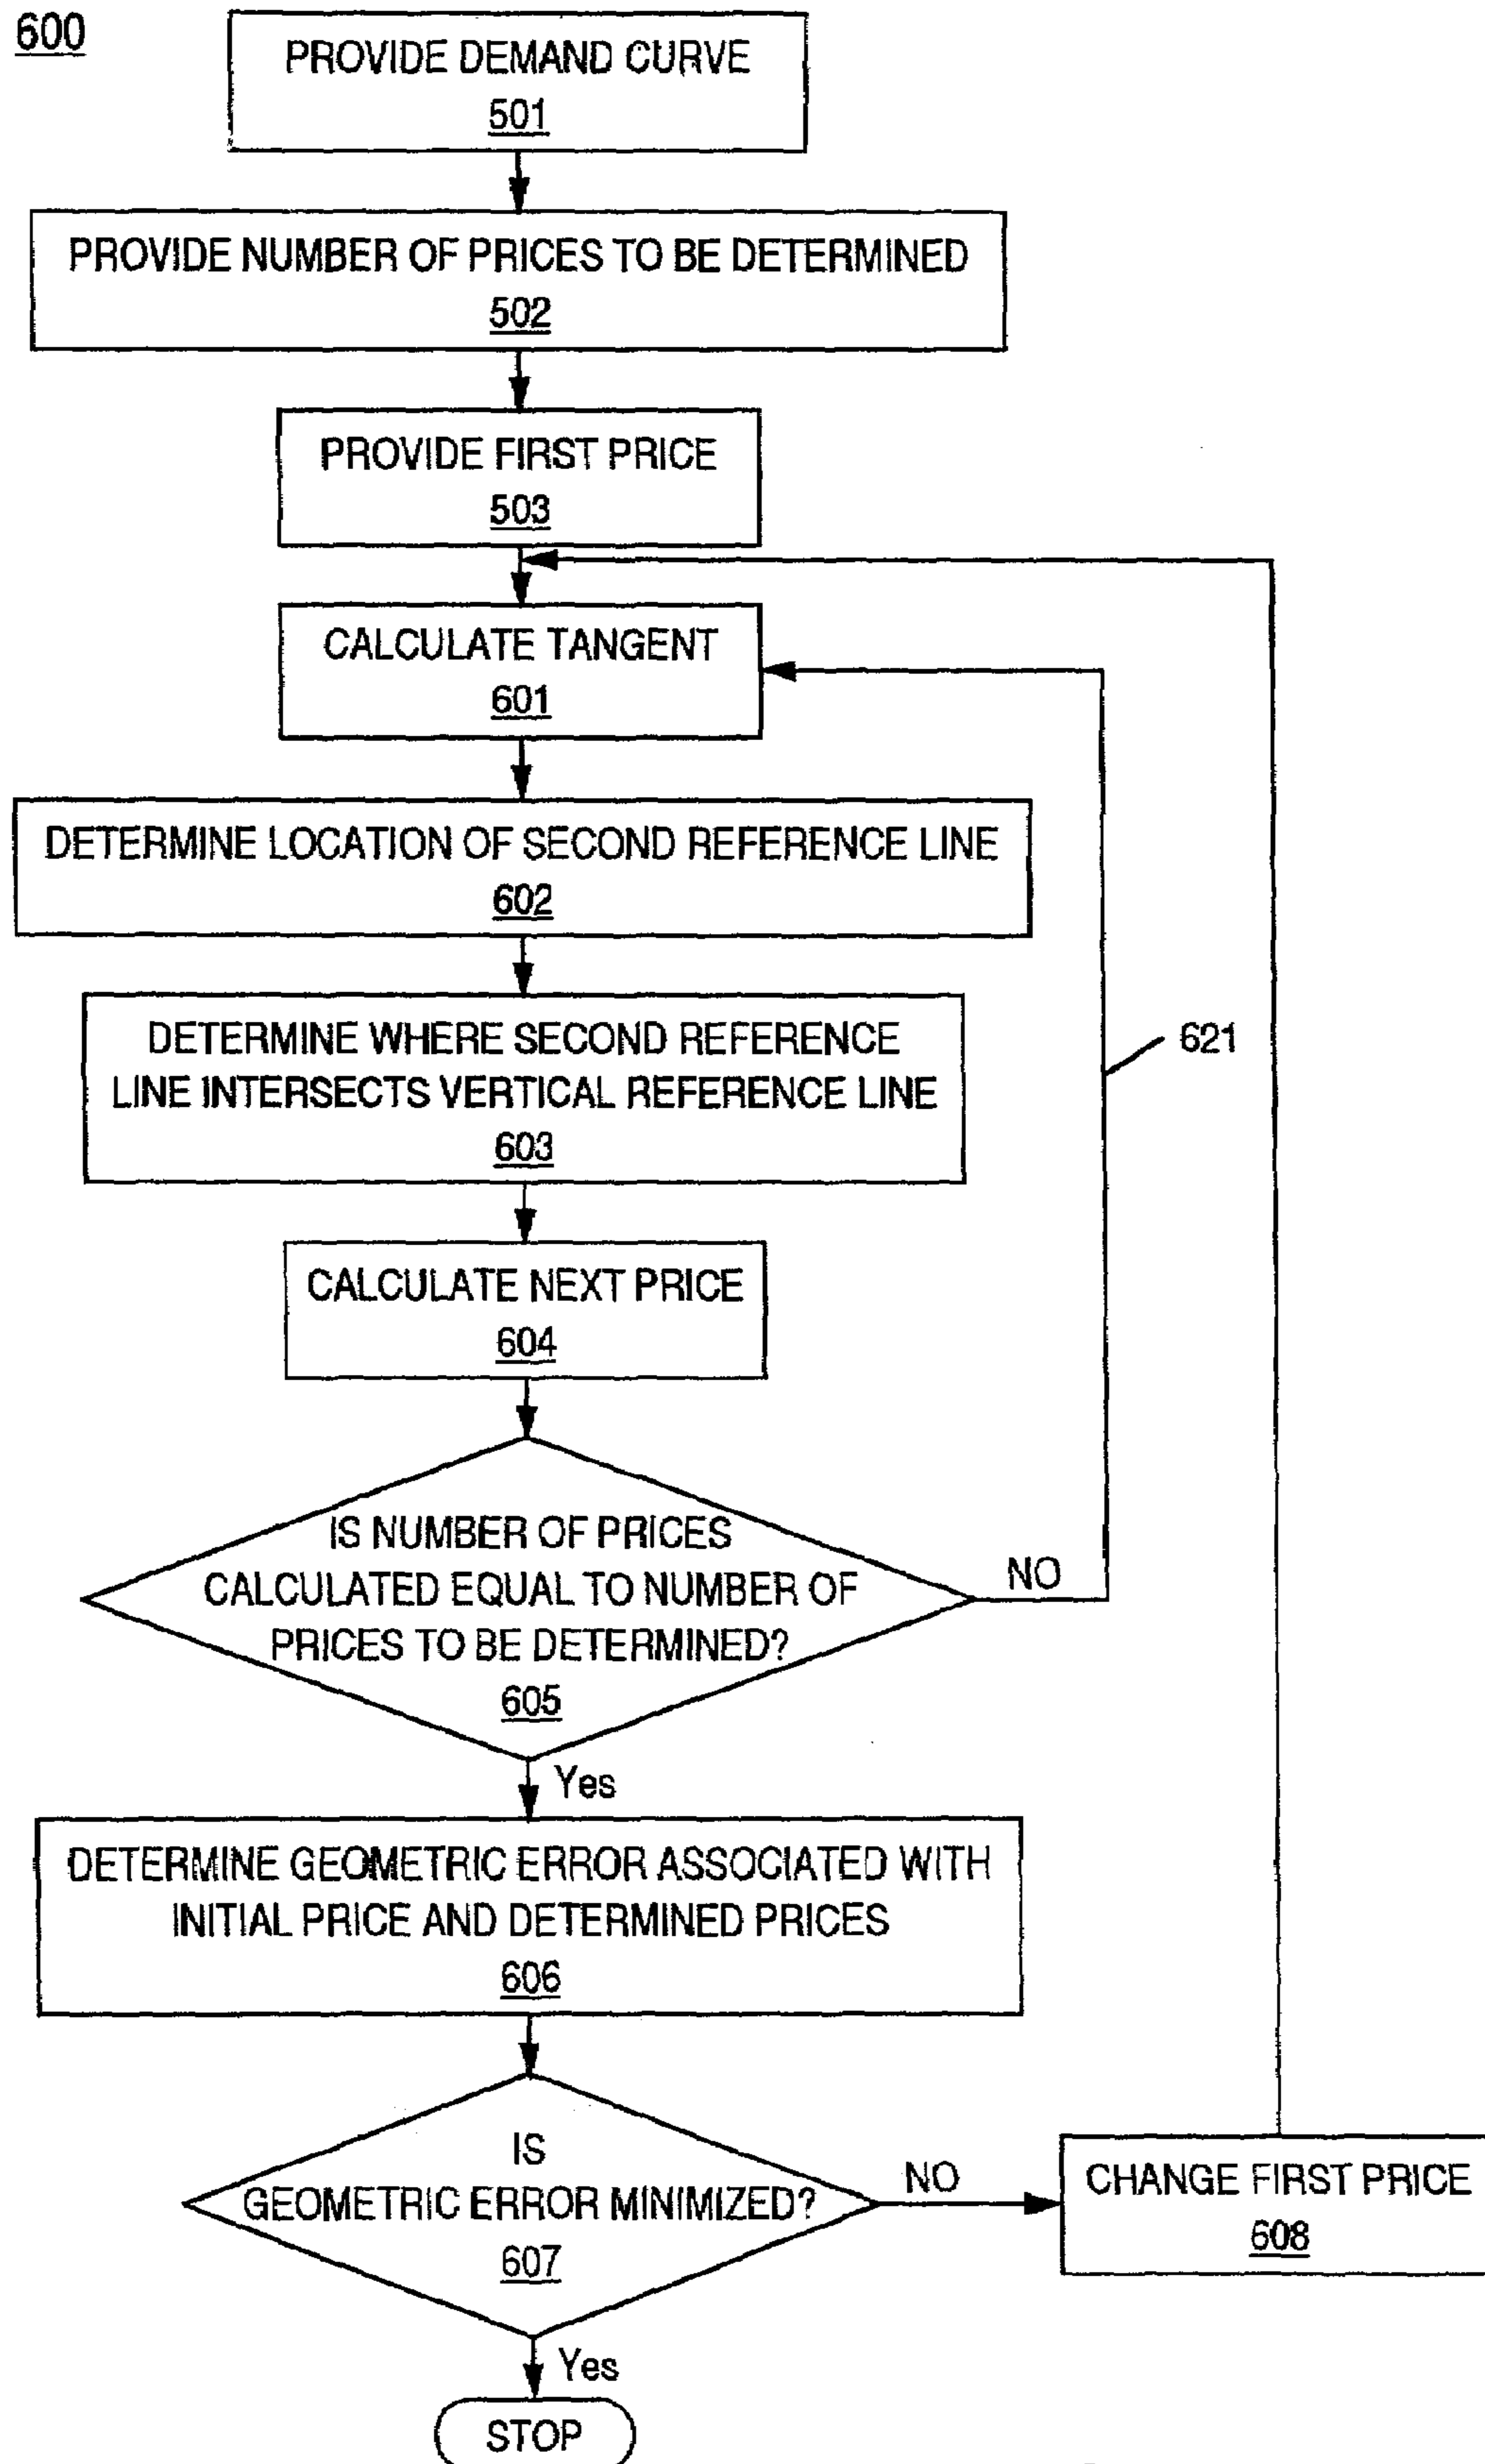 600
PROVIDE DEMAND CURVE
501
PROVIDE NUMBER OF PRICES TO BE DETERMINED
502
PROVIDE FIRST PRICE
503
CALCULATE TANGENT
601
DETERMINE LOCATION OF SECOND REFERENCE LINE
602
DETERMINE WHERE SECOND REFERENCE
LINE INTERSECTS VERTICAL REFERENCE LINE
603
621
CALCULATE NEXT PRICE
604
IS NUMBER OF PRICES
CALCULATED EQUAL TO NUMBER OF
PRICES TO BE DETERMINED?
605
NO
Yes
DETERMINE GEOMETRIC ERROR ASSOCIATED WITH
INITIAL PRICE AND DETERMINED PRICES
606
IS
GEOMETRIC ERROR MINIMIZED?
607
NO
CHANGE FIRST PRICE
608
Yes
STOP